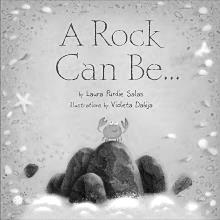 A Rock
Can Be...
by Laura Purdie Salas
illustrations by Violeta Dabija